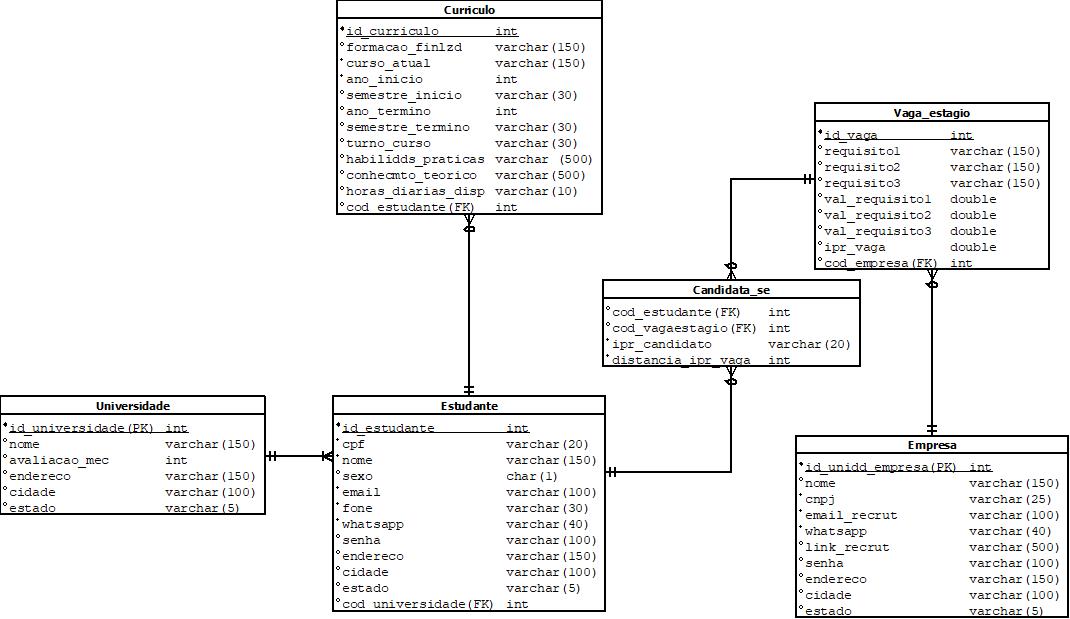 Curriculo
id_curriculo int
formacao_finlzd varchar(150)
curso_atual varchar(150)
ano_inicio int
semestre_inicio varchar(30)
ano_termino int
semestre_termino varchar(30)
turno_curso varchar(30)
habilidds_praticas varchar (500)
conhecmto_teorico varchar(500)
horas_diarias_disp varchar(10)
cod_estudante(FK) int
Vaga_estagio
id_vaga int
requisito1 varchar(150)
requisito2 varchar(150)
requisito3 varchar(150)
val_requisito1 double
val_requisito2 double
val_requisito3 double
ipr_vaga double
cod_empresa(FK) int
Candidata_se
cod_estudante(FK) int
cod_vagaestagio(FK) int
ipr_candidato varchar(20)
distancia_ipr_vaga int
Universidade
id_universidade(PK) int
nome varchar(150)
avaliacao_mec int
endereco varchar(150)
cidade varchar(100)
estado varchar(5)
Estudante
id_estudante int
cpf varchar(20)
nome varchar(150)
sexo char(1)
email varchar(100)
fone varchar(30)
whatsapp varchar(40)
senha varchar(100)
endereco varchar(150)
cidade varchar(100)
estado varchar(5)
cod_universidade(FK) int
Empresa
id_unidd_empresa(PK) int
nome varchar(150)
cnpj varchar(25)
email_recrut varchar(100)
whatsapp varchar(40)
link_recrut varchar(500)
senha varchar(100)
endereco varchar(150)
cidade varchar(100)
estado varchar(5)